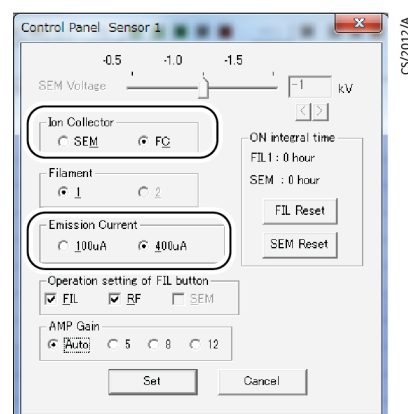 Control Panel  Sensor 1
-0.5 -1.0 -1.5
SEM Voltage -1 kV
Ion Collector
SEM FC
ON integral time
FIL1 : 0 hour
SEM : 0 hour
Filament
1 2
FIL Reset
Emission Current
100uA 400uA
SEM Reset
Operation setting of FIL button
FIL RF SEM
AMP Gain
Auto 5 8 12
Set Cancel
CS/2012/A